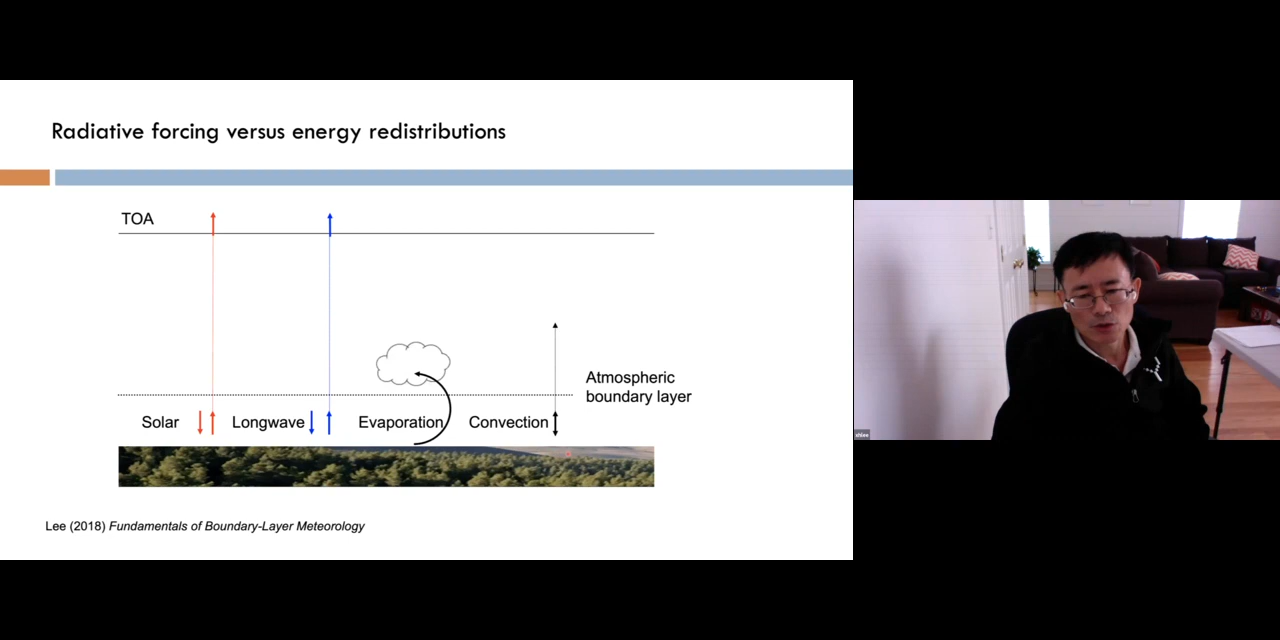 Radiative forcing versus energy redistributions
TOA
Atmospheric
boundary layer
Solar
Longwave
Evaporation
Convection
Lee (2018) Fundamentals of Boundary-Layer Meteorology